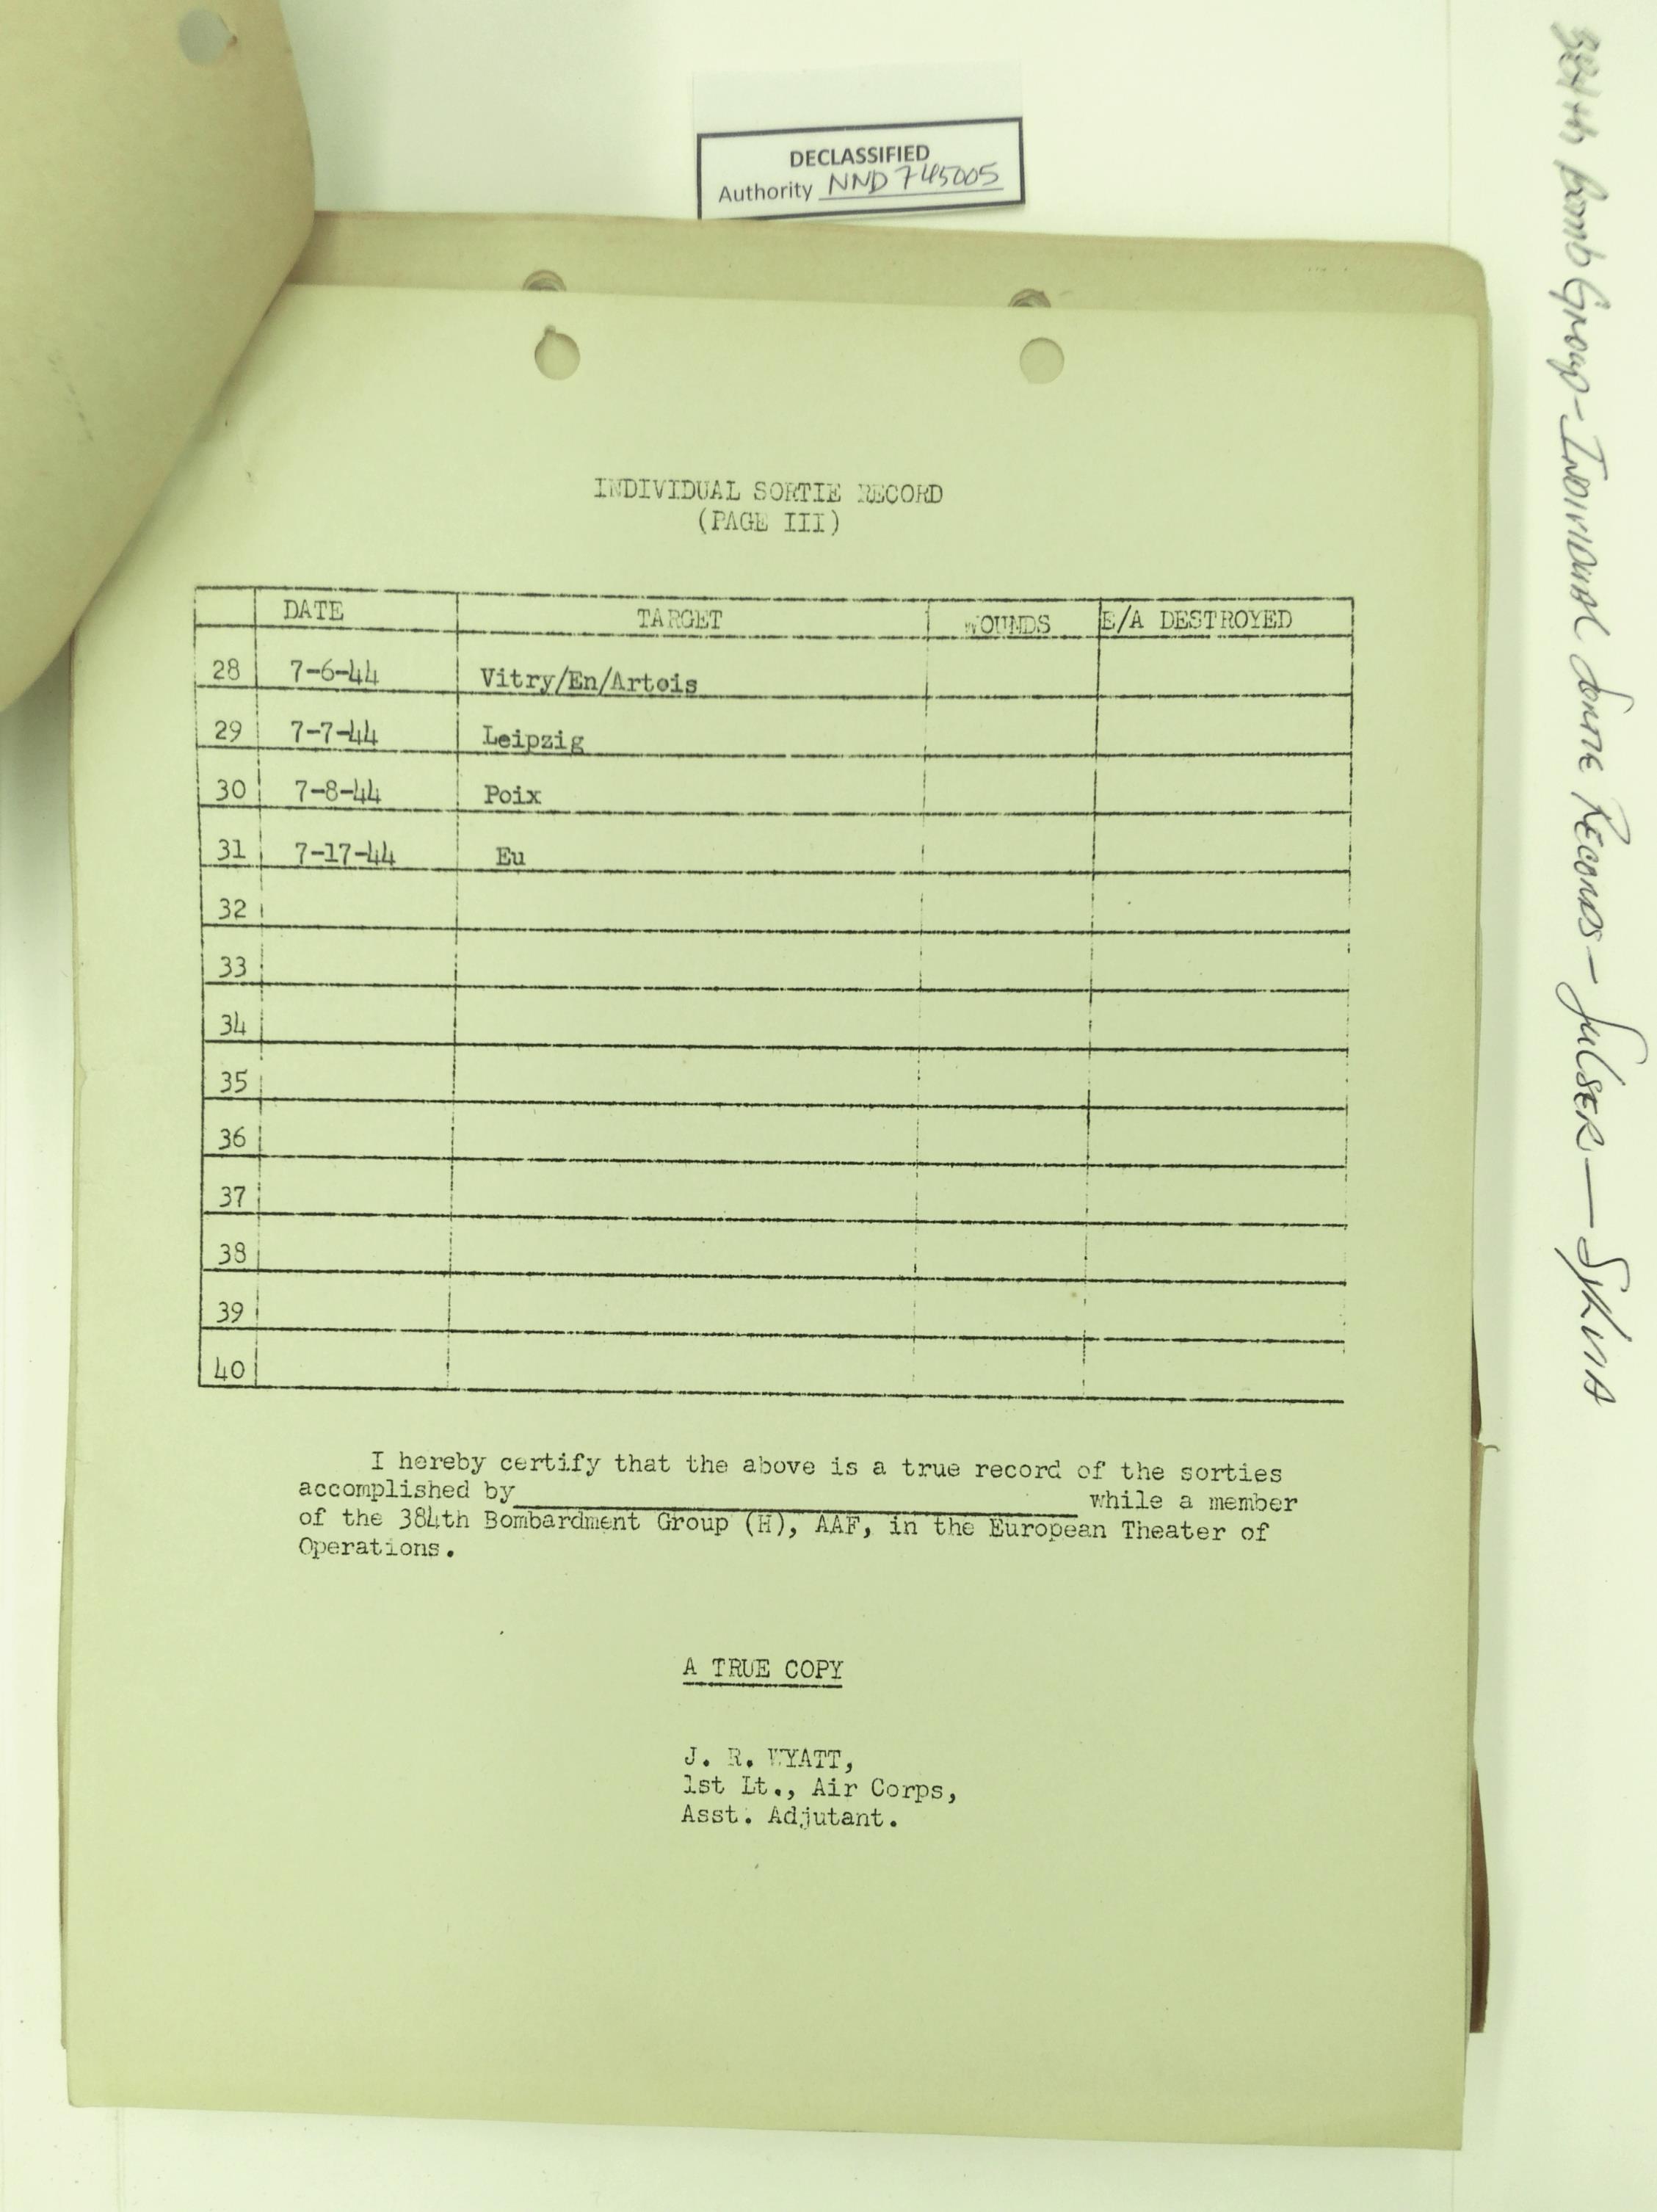 DECLASSIFIED
Authority NND 745005
384th Bomb Group - Individual Sortie Records - Sulser — Sylvia
INDIVIDUAL SORTIE RECORD
(PAGE III)
DATE TARGET WOUNDS E/A DESTROYED
28 7-6-44 Vitry/En/Artois
29 7-7-44 Leipzig
30 7-8-44 Poix
31 7-17-44 Eu
32
33
34
35
36
37
38
39
40
I hereby certify that the above is a true record of the sorties
accomplished by while a member
of the 384th Bombardment Group (H), AAF, in the European Theater of
Operations.
A TRUE COPY
J. R. WYATT,
1st Lt., Air Corps,
Asst. Adjutant.